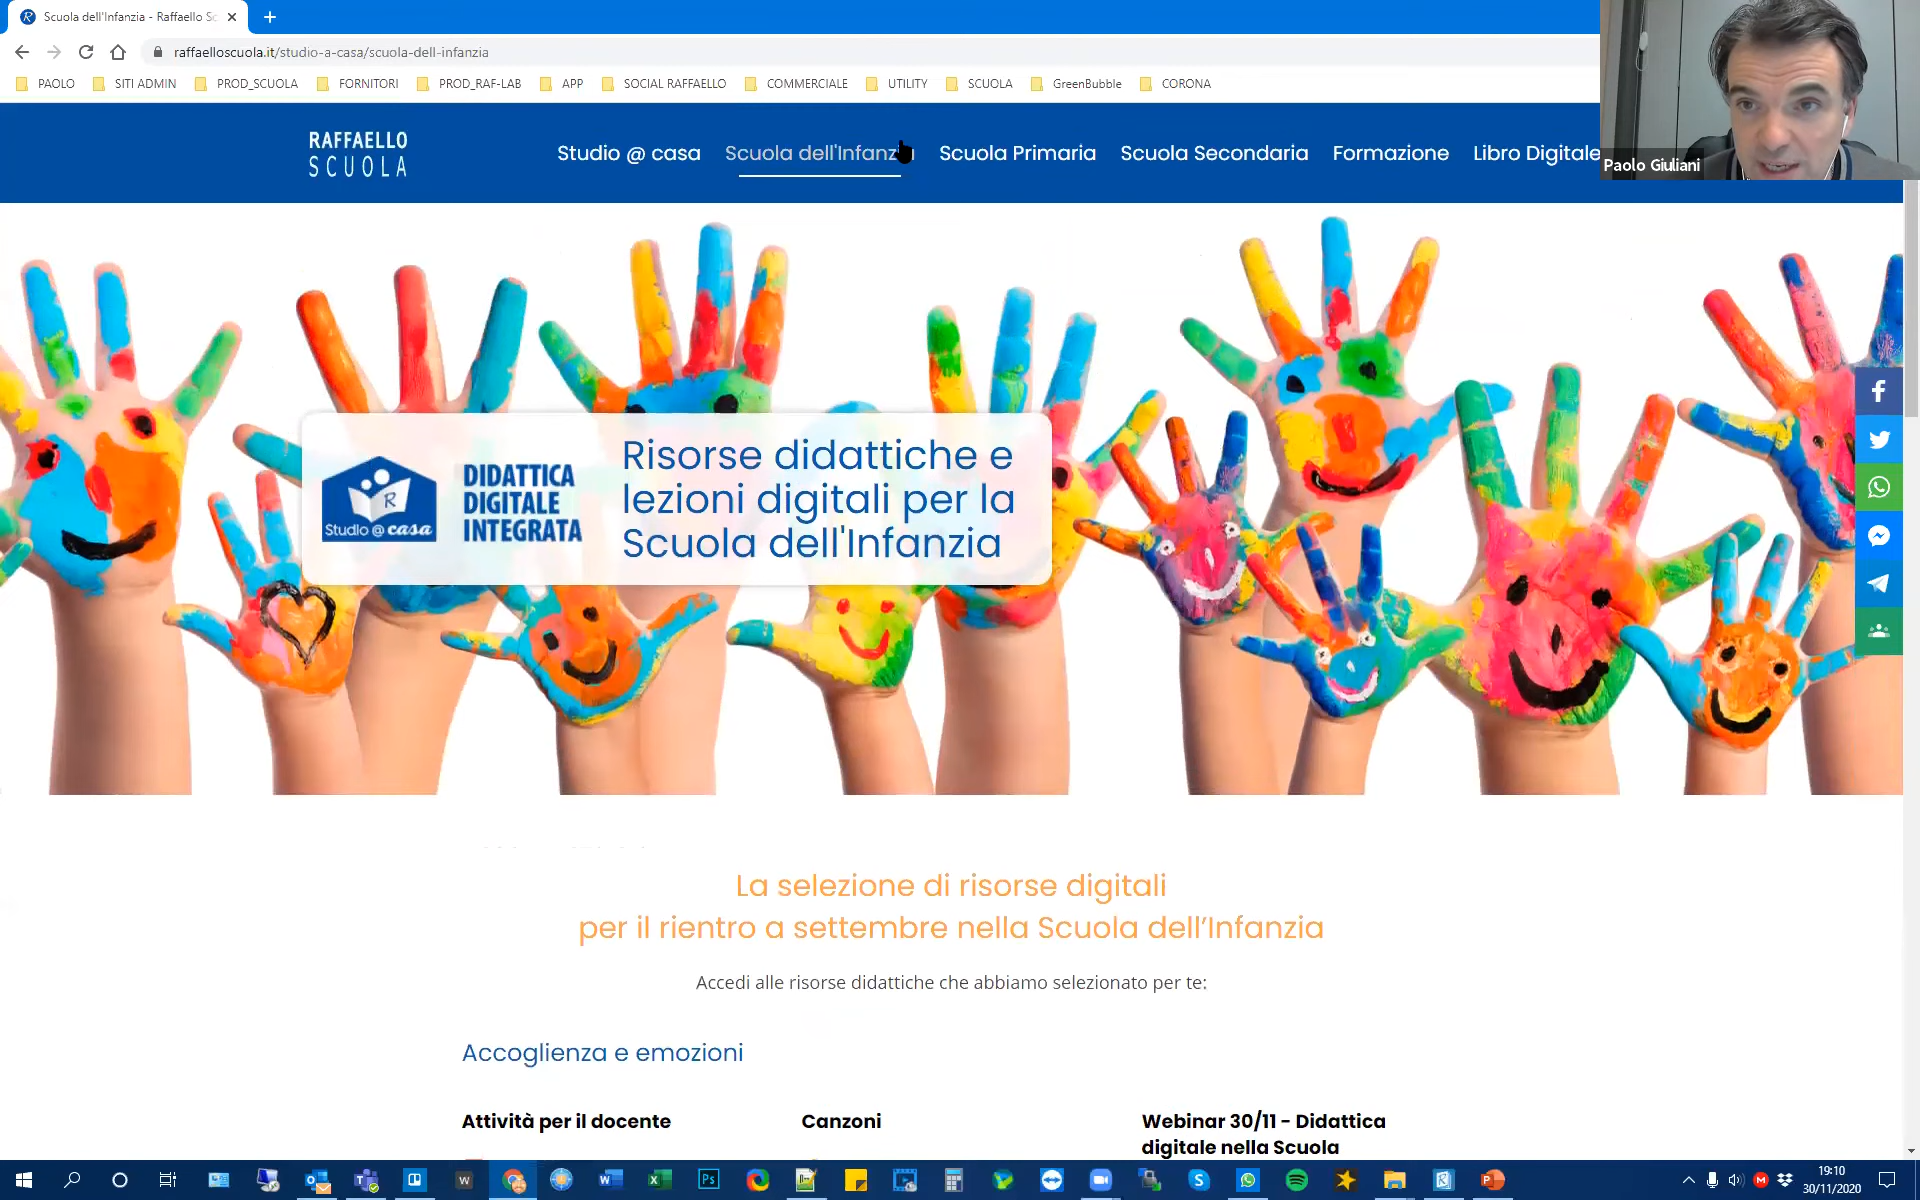 Scuola dell'Infanzia - Raffaello Sc
raffaelloscuola.it/studio-a-casa/scuola-dell-infanzia
PAOLO SITI ADMIN PROD_SCUOLA FORNITORI PROD_RAF-LAB APP SOCIAL RAFFAELLO COMMERCIALE UTILITY SCUOLA GreenBubble CORONA
RAFFAELLO
SCUOLA
Studio @ casa Scuola dell'Infanzia Scuola Primaria Scuola Secondaria Formazione Libro Digitale
Paolo Giuliani
Studio @ casa
DIDATTICA
DIGITALE
INTEGRATA
Risorse didattiche e
lezioni digitali per la
Scuola dell'Infanzia
La selezione di risorse digitali
per il rientro a settembre nella Scuola dell’Infanzia
Accedi alle risorse didattiche che abbiamo selezionato per te:
Accoglienza e emozioni
Attività per il docente
Canzoni
Webinar 30/11 - Didattica
digitale nella Scuola
19:10
30/11/2020